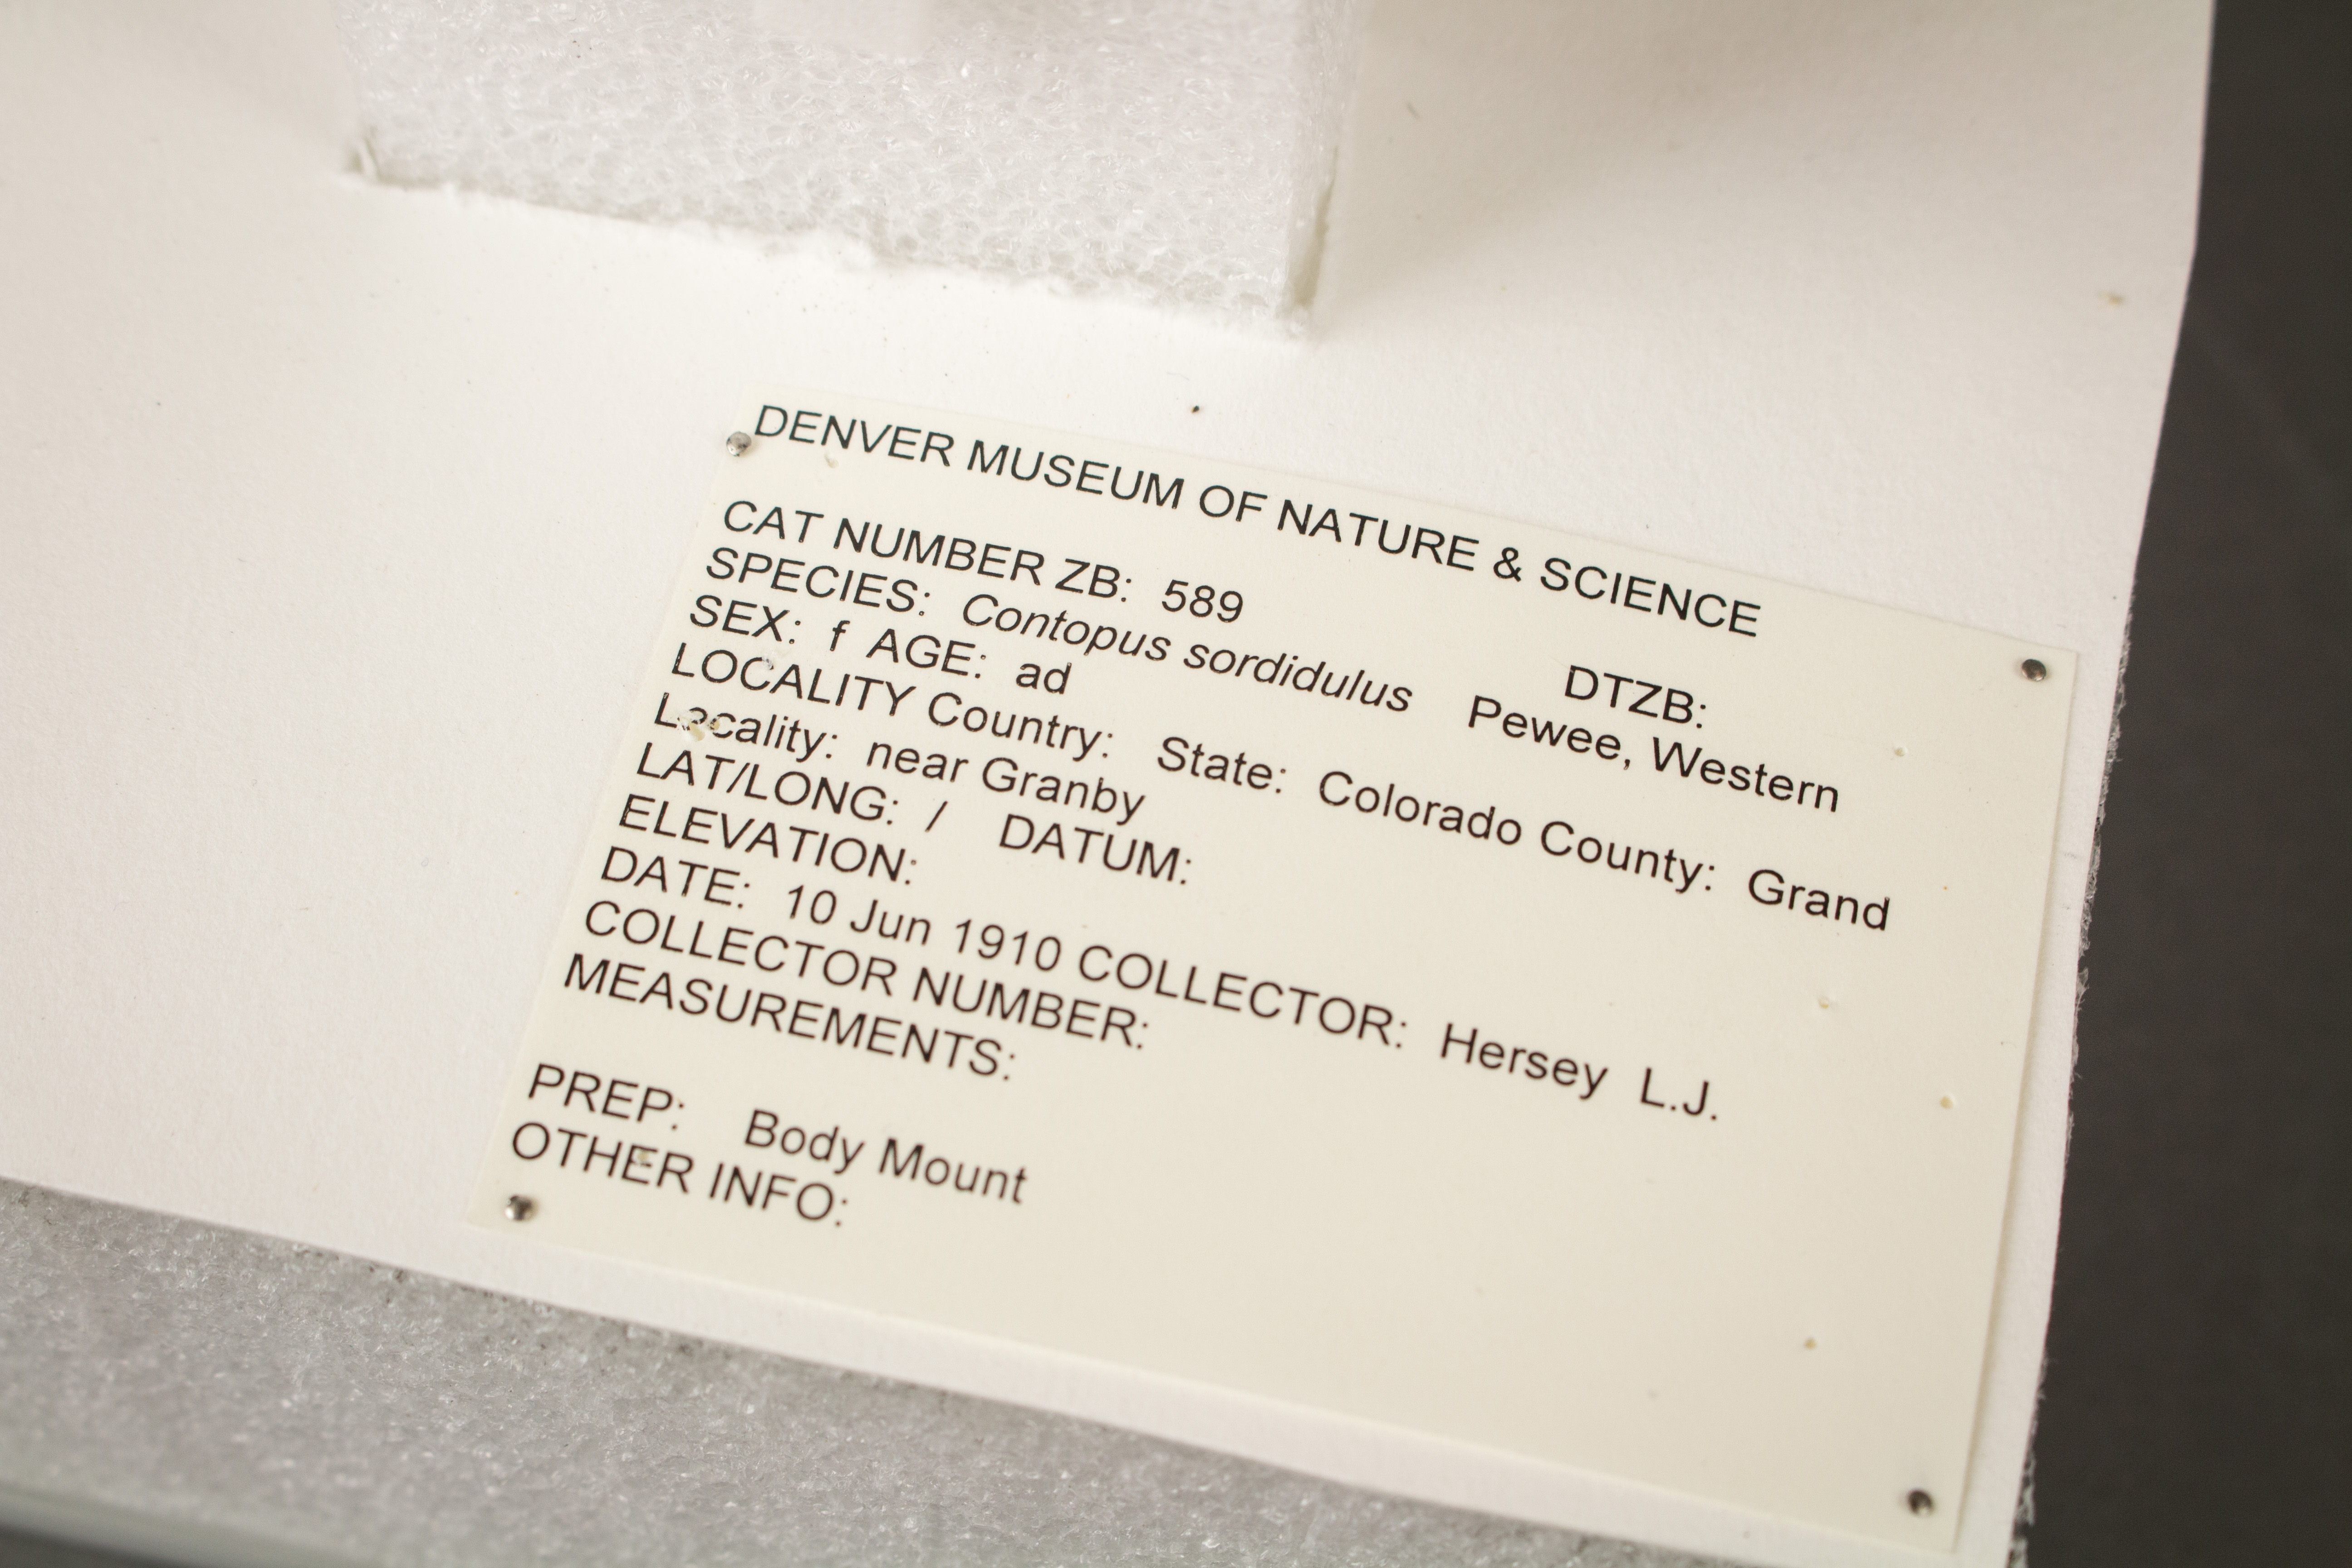 DENVER MUSEUM OF NATURE & SCIENCE
CAT NUMBER ZB: 589 DTZB:
SPECIES: Contopus sordidulus Pewee, Western
SEX: f AGE: ad
LOCALITY Country: State: Colorado County: Grand
Locality: near Granby
LAT/LONG: / DATUM:
ELEVATION:
DATE: 10 Jun 1910 COLLECTOR: Hersey L.J.
COLLECTOR NUMBER:
MEASUREMENTS:
PREP: Body Mount
OTHER INFO: